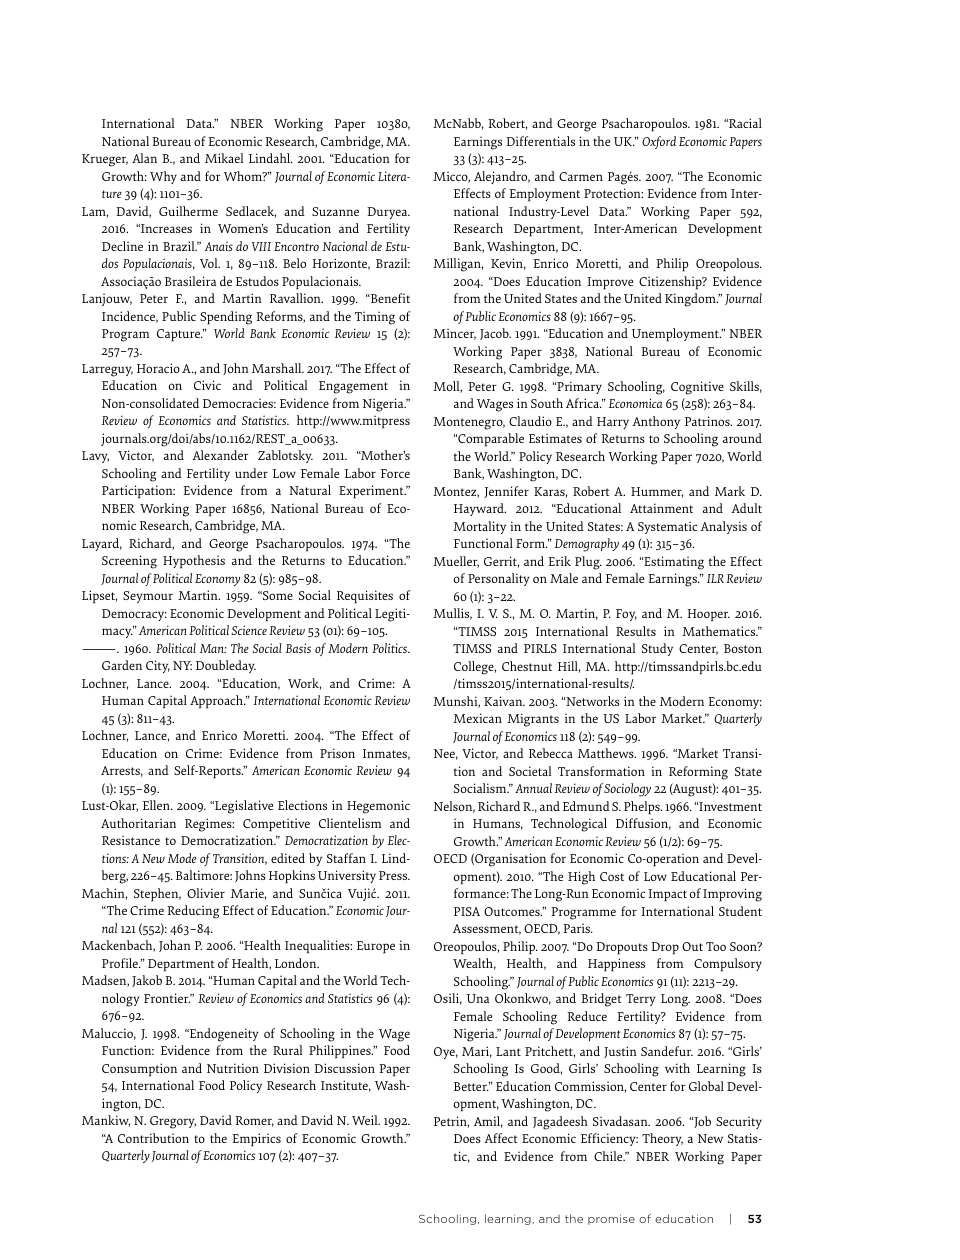 International Data.” NBER Working Paper 10380,
National Bureau of Economic Research, Cambridge, MA.
Krueger, Alan B., and Mikael Lindahl. 2001. “Education for
Growth: Why and for Whom?” Journal of Economic Litera-
ture 39 (4): 1101–36.
Lam, David, Guilherme Sedlacek, and Suzanne Duryea.
2016. “Increases in Women’s Education and Fertility
Decline in Brazil.” Anais do VIII Encontro Nacional de Estu-
dos Populacionais, Vol. 1, 89–118. Belo Horizonte, Brazil:
Associação Brasileira de Estudos Populacionais.
Lanjouw, Peter F., and Martin Ravallion. 1999. “Benefit
Incidence, Public Spending Reforms, and the Timing of
Program Capture.” World Bank Economic Review 15 (2):
257–73.
Larreguy, Horacio A., and John Marshall. 2017. “The Effect of
Education on Civic and Political Engagement in
Non-consolidated Democracies: Evidence from Nigeria.”
Review of Economics and Statistics. http://www.mitpress
journals.org/doi/abs/10.1162/REST_a_00633.
Lavy, Victor, and Alexander Zablotsky. 2011. “Mother’s
Schooling and Fertility under Low Female Labor Force
Participation: Evidence from a Natural Experiment.”
NBER Working Paper 16856, National Bureau of Eco-
nomic Research, Cambridge, MA.
Layard, Richard, and George Psacharopoulos. 1974. “The
Screening Hypothesis and the Returns to Education.”
Journal of Political Economy 82 (5): 985–98.
Lipset, Seymour Martin. 1959. “Some Social Requisites of
Democracy: Economic Development and Political Legiti-
macy.” American Political Science Review 53 (01): 69–105.
———. 1960. Political Man: The Social Basis of Modern Politics.
Garden City, NY: Doubleday.
Lochner, Lance. 2004. “Education, Work, and Crime: A
Human Capital Approach.” International Economic Review
45 (3): 811–43.
Lochner, Lance, and Enrico Moretti. 2004. “The Effect of
Education on Crime: Evidence from Prison Inmates,
Arrests, and Self-Reports.” American Economic Review 94
(1): 155–89.
Lust-Okar, Ellen. 2009. “Legislative Elections in Hegemonic
Authoritarian Regimes: Competitive Clientelism and
Resistance to Democratization.” Democratization by Elec-
tions: A New Mode of Transition, edited by Staffan I. Lind-
berg, 226–45. Baltimore: Johns Hopkins University Press.
Machin, Stephen, Olivier Marie, and Sunčica Vujić. 2011.
“The Crime Reducing Effect of Education.” Economic Jour-
nal 121 (552): 463–84.
Mackenbach, Johan P. 2006. “Health Inequalities: Europe in
Profile.” Department of Health, London.
Madsen, Jakob B. 2014. “Human Capital and the World Tech-
nology Frontier.” Review of Economics and Statistics 96 (4):
676–92.
Maluccio, J. 1998. “Endogeneity of Schooling in the Wage
Function: Evidence from the Rural Philippines.” Food
Consumption and Nutrition Division Discussion Paper
54, International Food Policy Research Institute, Wash-
ington, DC.
Mankiw, N. Gregory, David Romer, and David N. Weil. 1992.
“A Contribution to the Empirics of Economic Growth.”
Quarterly Journal of Economics 107 (2): 407–37.
McNabb, Robert, and George Psacharopoulos. 1981. “Racial
Earnings Differentials in the UK.” Oxford Economic Papers
33 (3): 413–25.
Micco, Alejandro, and Carmen Pagés. 2007. “The Economic
Effects of Employment Protection: Evidence from Inter-
national Industry-Level Data.” Working Paper 592,
Research Department, Inter-American Development
Bank, Washington, DC.
Milligan, Kevin, Enrico Moretti, and Philip Oreopolous.
2004. “Does Education Improve Citizenship? Evidence
from the United States and the United Kingdom.” Journal
of Public Economics 88 (9): 1667–95.
Mincer, Jacob. 1991. “Education and Unemployment.” NBER
Working Paper 3838, National Bureau of Economic
Research, Cambridge, MA.
Moll, Peter G. 1998. “Primary Schooling, Cognitive Skills,
and Wages in South Africa.” Economica 65 (258): 263–84.
Montenegro, Claudio E., and Harry Anthony Patrinos. 2017.
“Comparable Estimates of Returns to Schooling around
the World.” Policy Research Working Paper 7020, World
Bank, Washington, DC.
Montez, Jennifer Karas, Robert A. Hummer, and Mark D.
Hayward. 2012. “Educational Attainment and Adult
Mortality in the United States: A Systematic Analysis of
Functional Form.” Demography 49 (1): 315–36.
Mueller, Gerrit, and Erik Plug. 2006. “Estimating the Effect
of Personality on Male and Female Earnings.” ILR Review
60 (1): 3–22.
Mullis, I. V. S., M. O. Martin, P. Foy, and M. Hooper. 2016.
“TIMSS 2015 International Results in Mathematics.”
TIMSS and PIRLS International Study Center, Boston
College, Chestnut Hill, MA. http://timssandpirls.bc.edu
/timss2015/international-results/.
Munshi, Kaivan. 2003. “Networks in the Modern Economy:
Mexican Migrants in the US Labor Market.” Quarterly
Journal of Economics 118 (2): 549–99.
Nee, Victor, and Rebecca Matthews. 1996. “Market Transi-
tion and Societal Transformation in Reforming State
Socialism.” Annual Review of Sociology 22 (August): 401–35.
Nelson, Richard R., and Edmund S. Phelps. 1966. “Investment
in Humans, Technological Diffusion, and Economic
Growth.” American Economic Review 56 (1/2): 69–75.
OECD (Organisation for Economic Co-operation and Devel-
opment). 2010. “The High Cost of Low Educational Per-
formance: The Long-Run Economic Impact of Improving
PISA Outcomes.” Programme for International Student
Assessment, OECD, Paris.
Oreopoulos, Philip. 2007. “Do Dropouts Drop Out Too Soon?
Wealth, Health, and Happiness from Compulsory
Schooling.” Journal of Public Economics 91 (11): 2213–29.
Osili, Una Okonkwo, and Bridget Terry Long. 2008. “Does
Female Schooling Reduce Fertility? Evidence from
Nigeria.” Journal of Development Economics 87 (1): 57–75.
Oye, Mari, Lant Pritchett, and Justin Sandefur. 2016. “Girls’
Schooling Is Good, Girls’ Schooling with Learning Is
Better.” Education Commission, Center for Global Devel-
opment, Washington, DC.
Petrin, Amil, and Jagadeesh Sivadasan. 2006. “Job Security
Does Affect Economic Efficiency: Theory, a New Statis-
tic, and Evidence from Chile.” NBER Working Paper
Schooling, learning, and the promise of education | 53